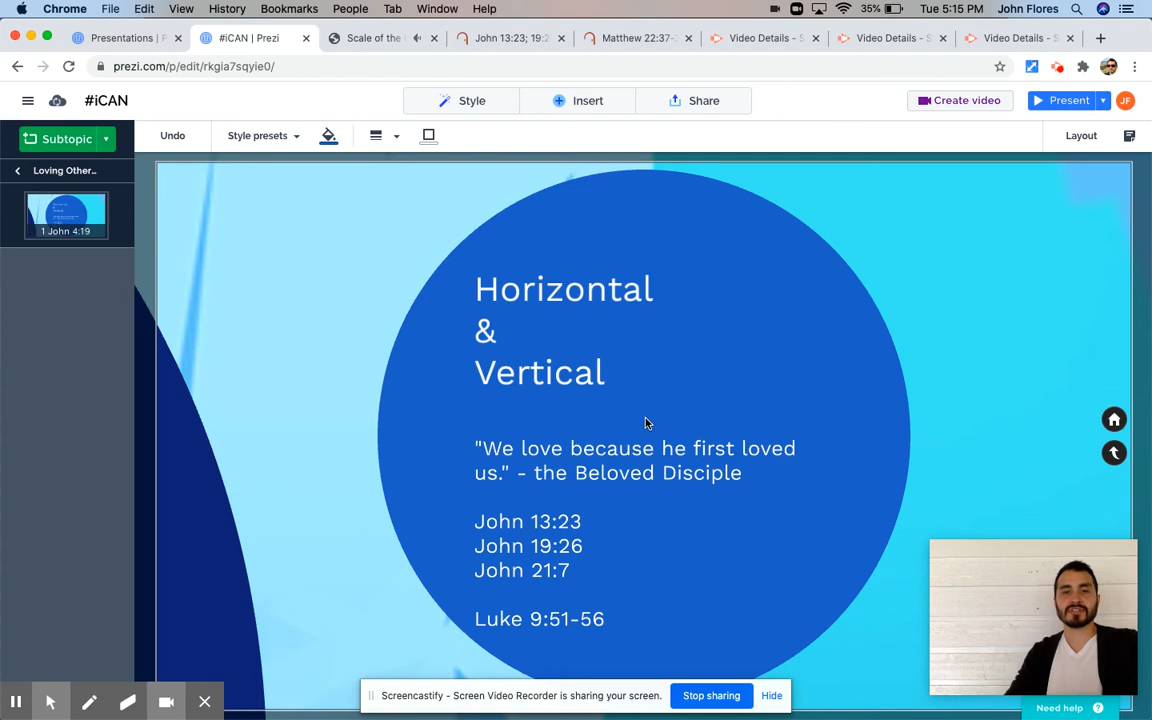 Chrome File Edit View History Bookmarks People Tab Window Help
35% Tue 5:15 PM John Flores
Presentations | P
#iCAN | Prezi
Scale of the
John 13:23; 19:2
Matthew 22:37-
Video Details - S
Video Details - S
Video Details - S
prezi.com/p/edit/rkgia7sqyie0/
#iCAN
Style
Insert
Share
Create video
Present
JF
Subtopic
Undo
Style presets
Layout
Loving Other...
1 John 4:19
Horizontal
&
Vertical
"We love because he first loved
us." - the Beloved Disciple
John 13:23
John 19:26
John 21:7
Luke 9:51-56
Screencastify - Screen Video Recorder is sharing your screen.
Stop sharing
Hide
Need help ?